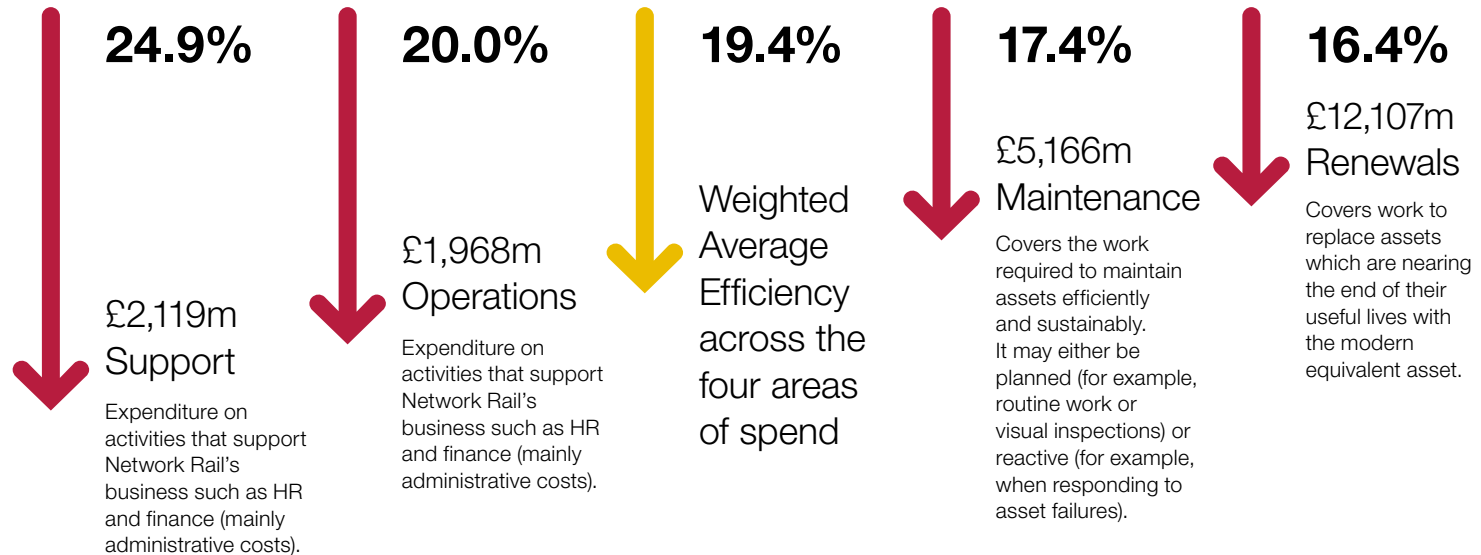 24.9%
£2,119m
Support
Expenditure on
activities that support
Network Rail's
business such as HR
and finance (mainly
administrative costs).
20.0%
£1,968m
Operations
Expenditure on
activities that support
Network Rail's
business such as HR
and finance (mainly
administrative costs).
19.4%
Weighted
Average
Efficiency
across the
four areas
of spend
17.4%
£5,166m
Maintenance
Covers the work
required to maintain
assets efficiently
and sustainably.
It may either be
planned (for example,
routine work or
visual inspections) or
reactive (for example,
when responding to
asset failures).
16.4%
£12,107m
Renewals
Covers work to
replace assets
which are nearing
the end of their
useful lives with
the modern
equivalent asset.